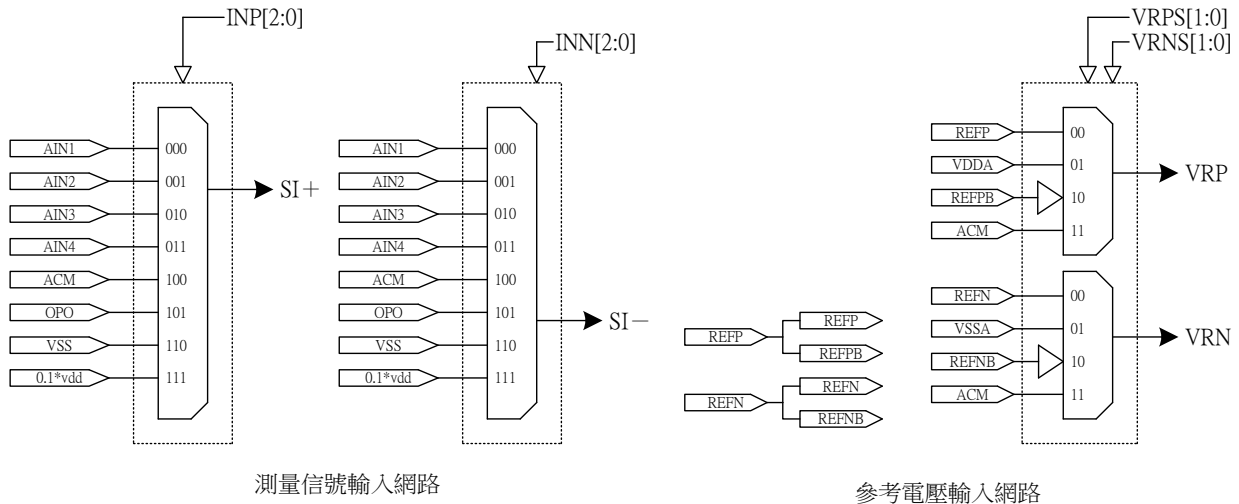 INP[2:0]
AIN1
000
AIN2
001
AIN3
010
AIN4
011
ACM
100
OPO
101
VSS
110
0.1*vdd
111
SI+
INN[2:0]
AIN1
000
AIN2
001
AIN3
010
AIN4
011
ACM
100
OPO
101
VSS
110
0.1*vdd
111
SI－
測量信號輸入網路
REFP
REFP
REFPB
REFN
REFN
REFNB
VRPS[1:0]
VRNS[1:0]
REFP
00
VDDA
01
REFPB
10
ACM
11
VRP
REFN
00
VSSA
01
REFNB
10
ACM
11
VRN
參考電壓輸入網路